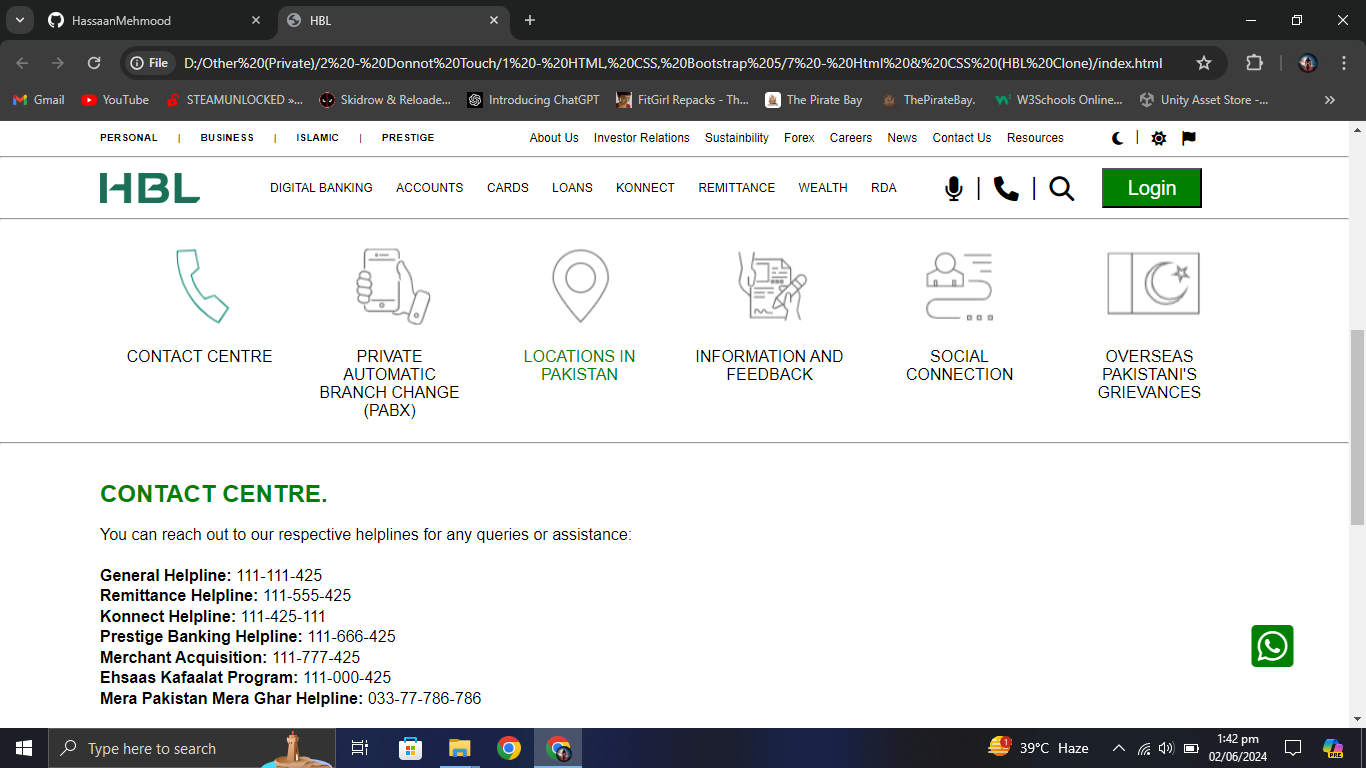 HassaanMehmood
HBL
File
D:/Other%20(Private)/2%20-%20Donnot%20Touch/1%20-%20HTML,%20CSS,%20Bootstrap%205/7%20-%20Html%20&%20CSS%20(HBL%20Clone)/index.html
Gmail
YouTube
STEAMUNLOCKED »...
Skidrow & Reloade...
Introducing ChatGPT
FitGirl Repacks - Th...
The Pirate Bay
ThePirateBay.
W3Schools Online...
Unity Asset Store -...
»
PERSONAL | BUSINESS | ISLAMIC | PRESTIGE
About Us Investor Relations Sustainbility Forex Careers News Contact Us Resources
|
HBL
DIGITAL BANKING ACCOUNTS CARDS LOANS KONNECT REMITTANCE WEALTH RDA
| |
Login
CONTACT CENTRE
PRIVATE
AUTOMATIC
BRANCH CHANGE
(PABX)
LOCATIONS IN
PAKISTAN
INFORMATION AND
FEEDBACK
SOCIAL
CONNECTION
OVERSEAS
PAKISTANI'S
GRIEVANCES
CONTACT CENTRE.
You can reach out to our respective helplines for any queries or assistance:
General Helpline: 111-111-425
Remittance Helpline: 111-555-425
Konnect Helpline: 111-425-111
Prestige Banking Helpline: 111-666-425
Merchant Acquisition: 111-777-425
Ehsaas Kafaalat Program: 111-000-425
Mera Pakistan Mera Ghar Helpline: 033-77-786-786
Type here to search
1
39°C Haze
1:42 pm
02/06/2024
PRE